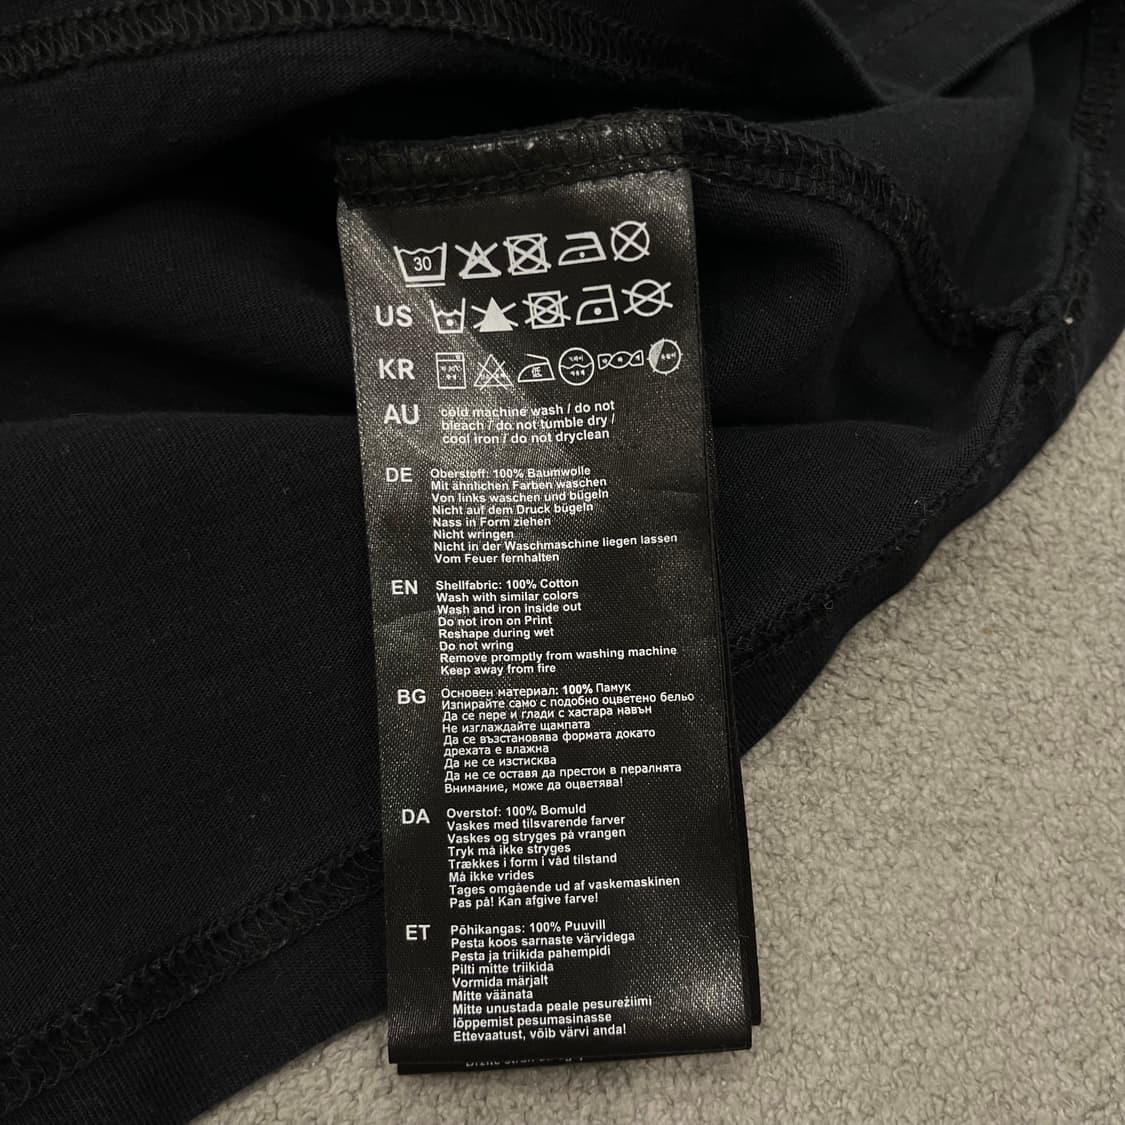 30
US
KR
AU cold machine wash / do not
bleach / do not tumble dry /
cool iron / do not dryclean
DE Oberstoff: 100% Baumwolle
Mit ähnlichen Farben waschen
Von links waschen und bügeln
Nicht auf dem Druck bügeln
Nass in Form ziehen
Nicht wringen
Nicht in der Waschmaschine liegen lassen
Vom Feuer fernhalten
EN Shellfabric: 100% Cotton
Wash with similar colors
Wash and iron inside out
Do not iron on Print
Reshape during wet
Do not wring
Remove promptly from washing machine
Keep away from fire
BG Основен материал: 100% Памук
Изпирайте само с подобно оцветено бельо
Да се пере и глади с хастара навън
Не изглаждайте щампата
Да се възстановява формата докато
дрехата е влажна
Да не се изстисква
Да не се оставя да престои в пералнята
Внимание, може да оцветява!
DA Overstof: 100% Bomuld
Vaskes med tilsvarende farver
Vaskes og stryges på vrangen
Tryk må ikke stryges
Trækkes i form i våd tilstand
Må ikke vrides
Tages omgående ud af vaskemaskinen
Pas på! Kan afgive farve!
ET Põhikangas: 100% Puuvill
Pesta koos sarnaste värvidega
Pesta ja triikida pahempidi
Pilti mitte triikida
Vormida märjalt
Mitte väänata
Mitte unustada peale pesurežiimi
lõppemist pesumasinasse
Ettevaatust, võib värvi anda!